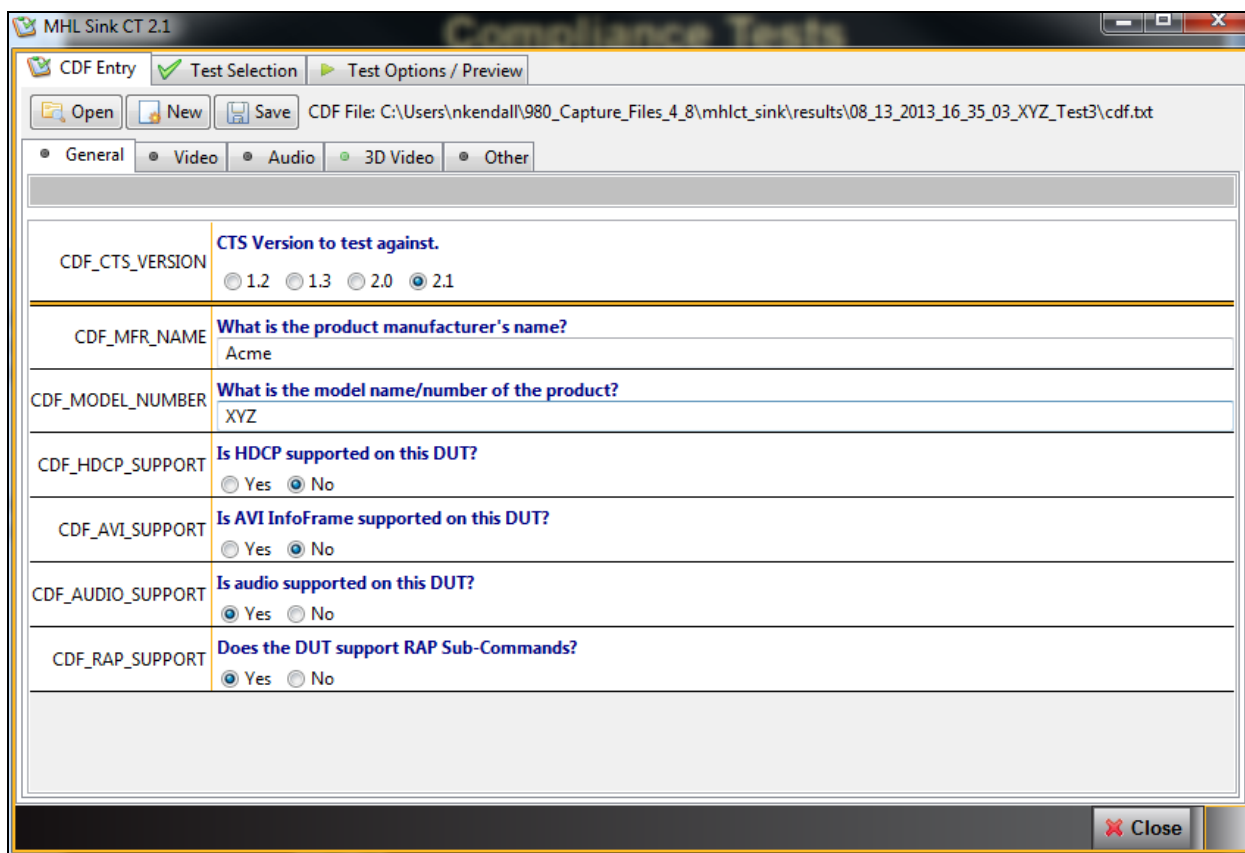 MHL Sink CT 2.1
Compliance Tests
CDF Entry Test Selection Test Options / Preview
Open New Save CDF File: C:\Users\nkendall\980_Capture_Files_4_8\mhlct_sink\results\08_13_2013_16_35_03_XYZ_Test3\cdf.txt
General Video Audio 3D Video Other
CDF_CTS_VERSION
CTS Version to test against.
1.2 1.3 2.0 2.1
CDF_MFR_NAME
What is the product manufacturer's name?
Acme
CDF_MODEL_NUMBER
What is the model name/number of the product?
XYZ
CDF_HDCP_SUPPORT
Is HDCP supported on this DUT?
Yes No
CDF_AVI_SUPPORT
Is AVI InfoFrame supported on this DUT?
Yes No
CDF_AUDIO_SUPPORT
Is audio supported on this DUT?
Yes No
CDF_RAP_SUPPORT
Does the DUT support RAP Sub-Commands?
Yes No
Close